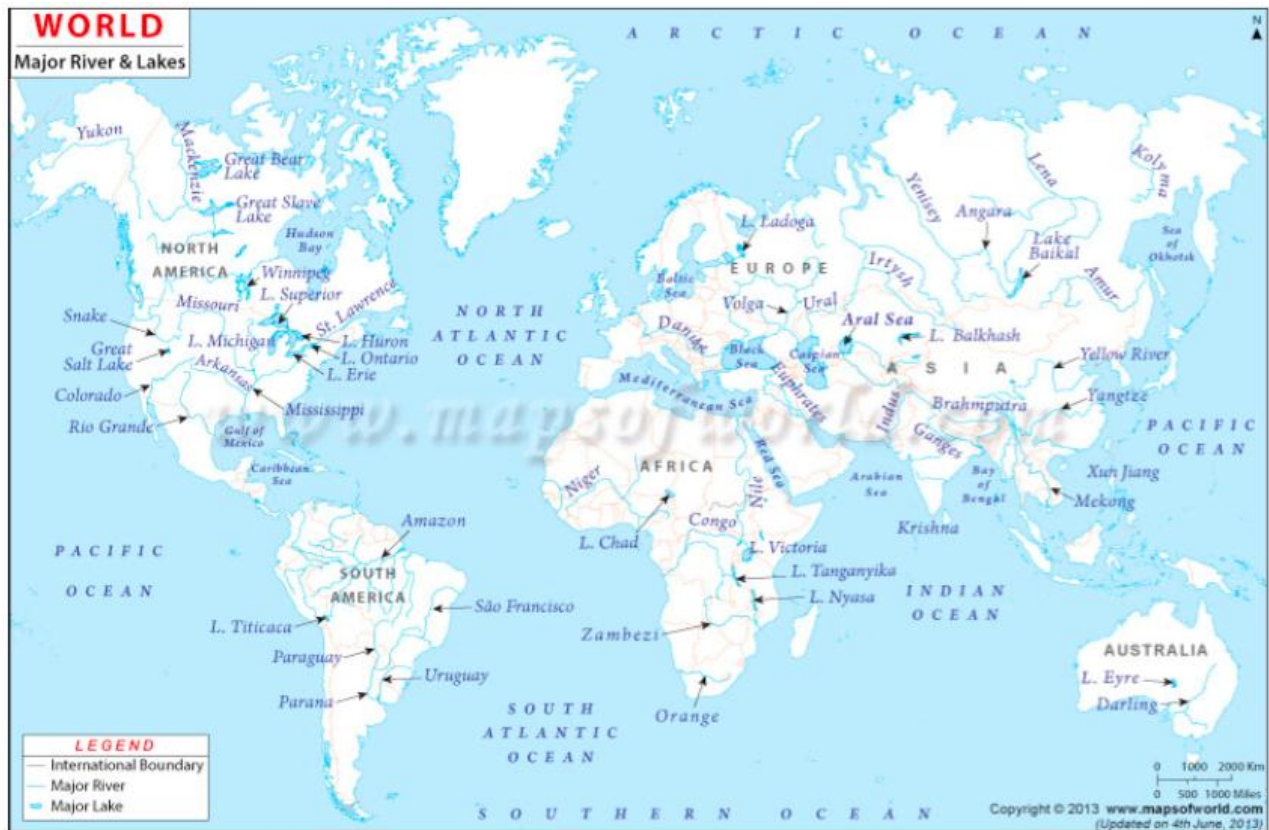 WORLD
Major River & Lakes
N
ARCTIC OCEAN
Yukon
Mackenzie
Great Bear
Lake
Great Slave
Lake
Hudson
Bay
NORTH
AMERICA
Winnipeg
L. Superior
Missouri
St. Lawrence
Snake
Great
Salt Lake
L. Michigan
L. Huron
L. Ontario
L. Erie
Arkansas
Colorado
Mississippi
Rio Grande
Gulf of
Mexico
Caribbean
Sea
NORTH
ATLANTIC
OCEAN
L. Ladoga
EUROPE
Baltic
Sea
Volga
Ural
Danube
Black
Sea
Caspian
Sea
Aral Sea
Mediterranean Sea
Euphrates
Yenisey
Lena
Kolyma
Angara
Lake
Baikal
Sea
of
Okhotsk
Irtysh
Amur
L. Balkhash
ASIA
Yellow River
Indus
Brahmputra
Yangtze
Ganges
www.mapsofworld.com
PACIFIC
OCEAN
AFRICA
Red Sea
Niger
Nile
Arabian
Sea
Bay
of
Bengal
Xun Jiang
Mekong
Krishna
Congo
L. Chad
L. Victoria
L. Tanganyika
L. Nyasa
Zambezi
Orange
INDIAN
OCEAN
PACIFIC
OCEAN
Amazon
SOUTH
AMERICA
São Francisco
L. Titicaca
Paraguay
Uruguay
Parana
SOUTH
ATLANTIC
OCEAN
AUSTRALIA
L. Eyre
Darling
LEGEND
International Boundary
Major River
Major Lake
SOUTHERN OCEAN
0 1000 2000 Km
0 500 1000 Miles
Copyright © 2013 www.mapsofworld.com
(Updated on 4th June, 2013)